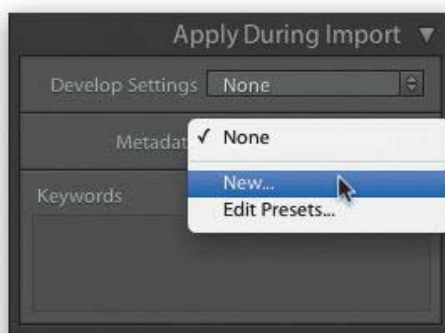 Apply During Import ▼
Develop Settings None
Metadat ✓ None
New...
Edit Presets...
Keywords